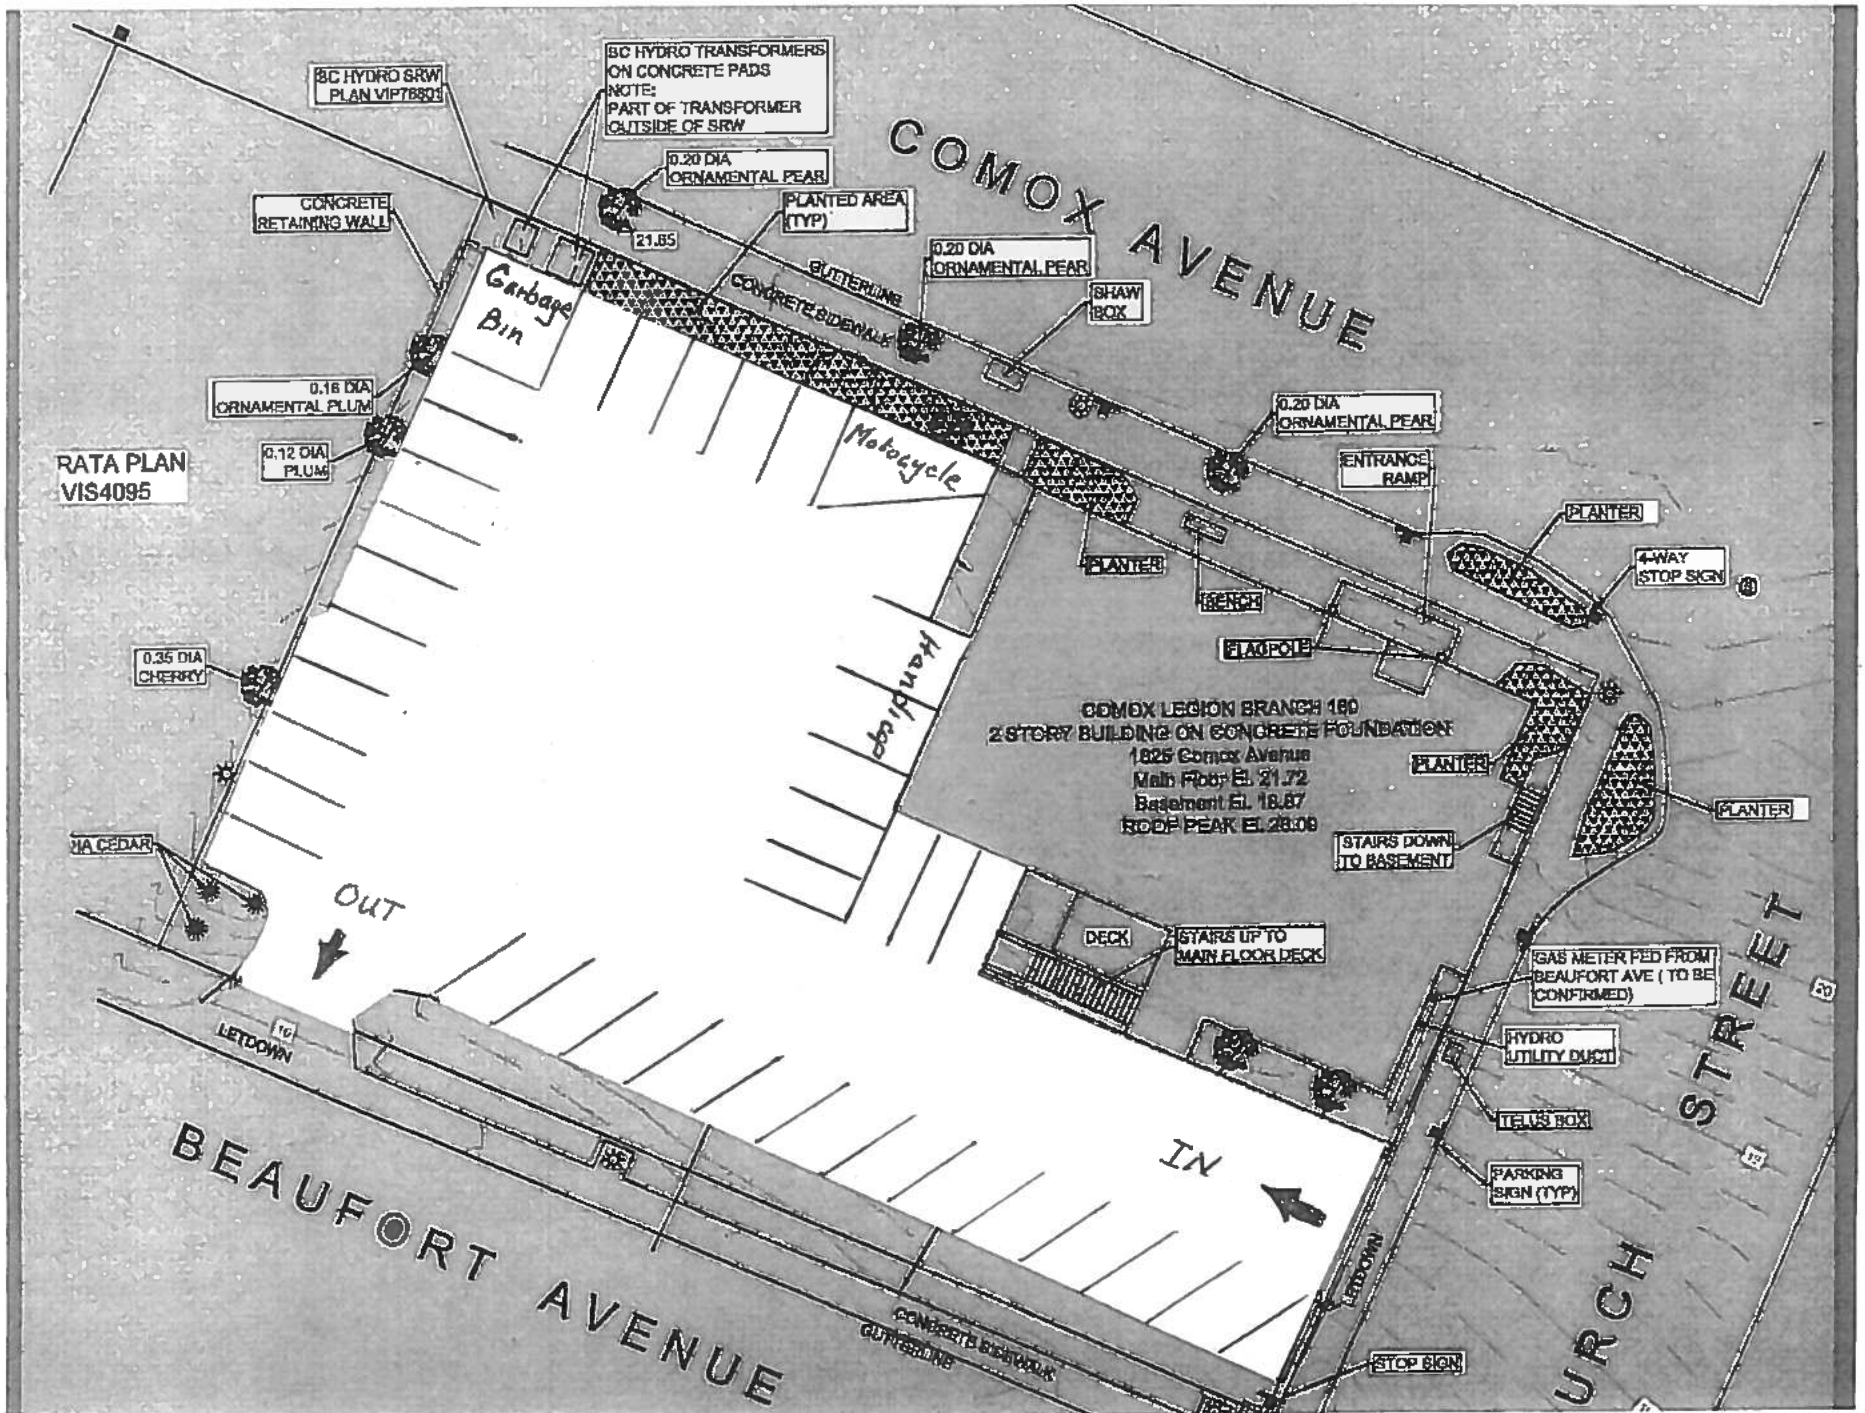 BC HYDRO SRW
PLAN VIP76801
BC HYDRO TRANSFORMERS
ON CONCRETE PADS
NOTE:
PART OF TRANSFORMER
OUTSIDE OF SRW
0.20 DIA
ORNAMENTAL PEAR
COMOX AVENUE
CONCRETE
RETAINING WALL
PLANTED AREA
(TYP)
21.65
0.20 DIA
ORNAMENTAL PEAR
GUTTERLINE
CONCRETE SIDEWALK
SHAW
BOX
Garbage
Bin
0.16 DIA
ORNAMENTAL PLUM
0.12 DIA
PLUM
RATA PLAN
VIS4095
Motocycle
0.20 DIA
ORNAMENTAL PEAR
ENTRANCE
RAMP
PLANTER
4-WAY
STOP SIGN
PLANTER
BENCH
FLAGPOLE
Handicap
0.35 DIA
CHERRY
COMOX LEGION BRANCH 160
2 STORY BUILDING ON CONCRETE FOUNDATION
1825 Comox Avenue
Main Floor EL. 21.72
Basement EL. 18.87
ROOF PEAK EL. 28.09
PLANTER
PLANTER
STAIRS DOWN
TO BASEMENT
DIA CEDAR
OUT
DECK
STAIRS UP TO
MAIN FLOOR DECK
GAS METER FED FROM
BEAUFORT AVE ( TO BE
CONFIRMED)
20
HYDRO
UTILITY DUCT
LETDOWN
16
TELUS BOX
IN
PARKING
SIGN (TYP)
19
LETDOWN
BEAUFORT AVENUE
CONCRETE SIDEWALK
GUTTERLINE
STOP SIGN
URCH STREET